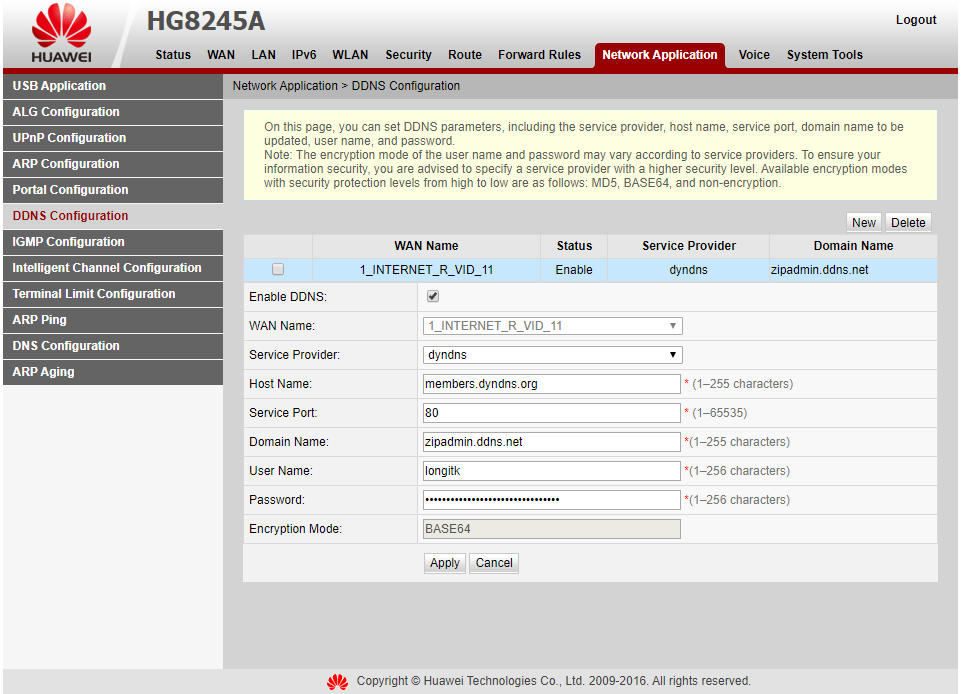 HUAWEI
HG8245A
Logout
Status WAN LAN IPv6 WLAN Security Route Forward Rules Network Application Voice System Tools
USB Application
ALG Configuration
UPnP Configuration
ARP Configuration
Portal Configuration
DDNS Configuration
IGMP Configuration
Intelligent Channel Configuration
Terminal Limit Configuration
ARP Ping
DNS Configuration
ARP Aging
Network Application > DDNS Configuration
On this page, you can set DDNS parameters, including the service provider, host name, service port, domain name to be
updated, user name, and password.
Note: The encryption mode of the user name and password may vary according to service providers. To ensure your
information security, you are advised to specify a service provider with a higher security level. Available encryption modes
with security protection levels from high to low are as follows: MD5, BASE64, and non-encryption.
New Delete
WAN Name Status Service Provider Domain Name
1_INTERNET_R_VID_11 Enable dyndns zipadmin.ddns.net
Enable DDNS:
WAN Name: 1_INTERNET_R_VID_11
Service Provider: dyndns
Host Name: members.dyndns.org * (1–255 characters)
Service Port: 80 * (1–65535)
Domain Name: zipadmin.ddns.net *(1–255 characters)
User Name: longitk *(1–256 characters)
Password: •••••••••••••••••••••••••••••••• *(1–256 characters)
Encryption Mode: BASE64
Apply Cancel
Copyright © Huawei Technologies Co., Ltd. 2009-2016. All rights reserved.